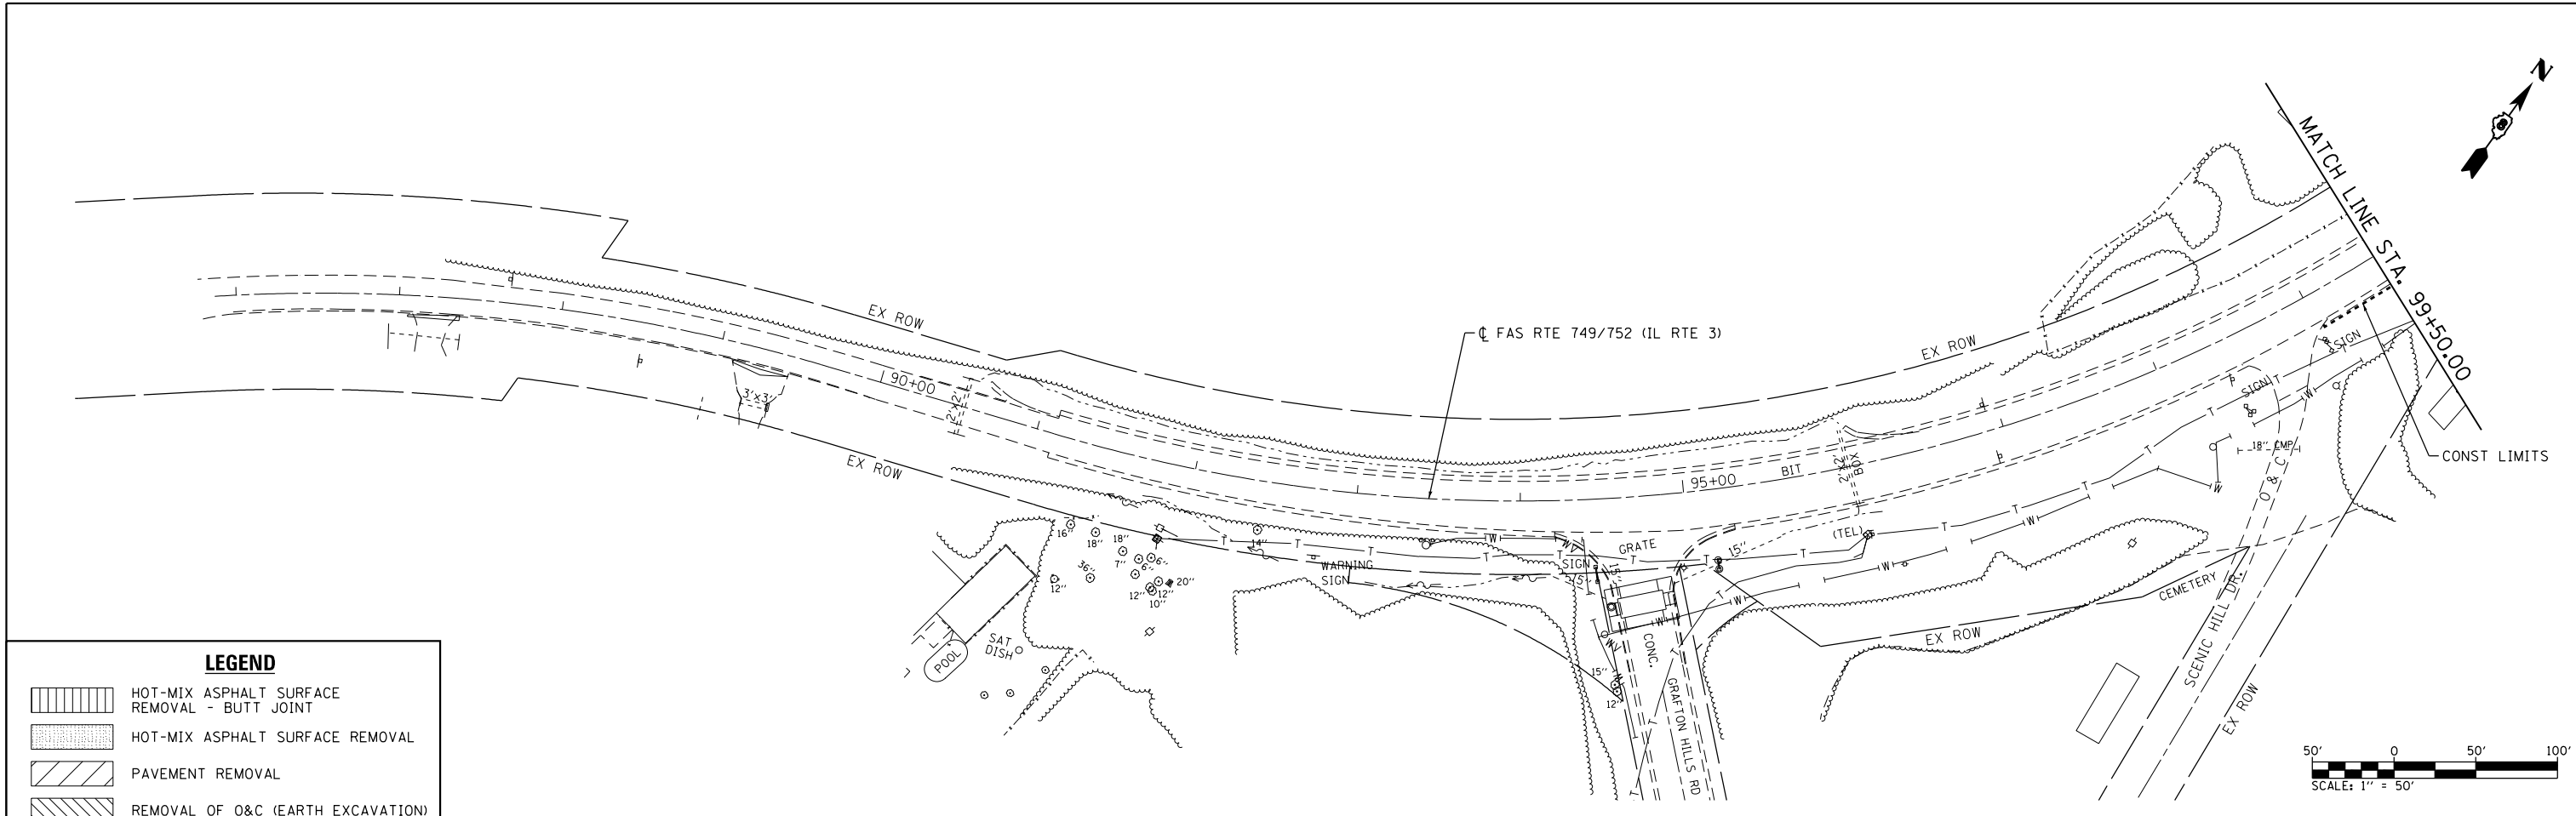 N
MATCH LINE STA. 99+50.00
EX ROW
℄ FAS RTE 749/752 (IL RTE 3)
EX ROW
SIGN
90+00
SIGN
T
W
3'x3'
2'x2'
T
EX ROW
BIT
18" CMP
CONST LIMITS
95+00
2'x2'
BOX
T
O & C
W
T
W
16"
18"
18"
14"
T
T
T
W
WV
GRATE
(TEL)
T
T
7"
6"
6"
36"
12"
20"
12"
12"
10"
WARNING
SIGN
T
SIGN
15"
15"
T
T
15"
T
W
W
CEMETERY
W
EX ROW
SAT
DISH
POOL
WV
CONC.
15"
12"
GRAFTON HILLS RD
SCENIC HILL DR.
EX ROW
LEGEND
HOT-MIX ASPHALT SURFACE
REMOVAL - BUTT JOINT
HOT-MIX ASPHALT SURFACE REMOVAL
PAVEMENT REMOVAL
REMOVAL OF O&C (EARTH EXCAVATION)
50'
0
50'
100'
SCALE: 1" = 50'